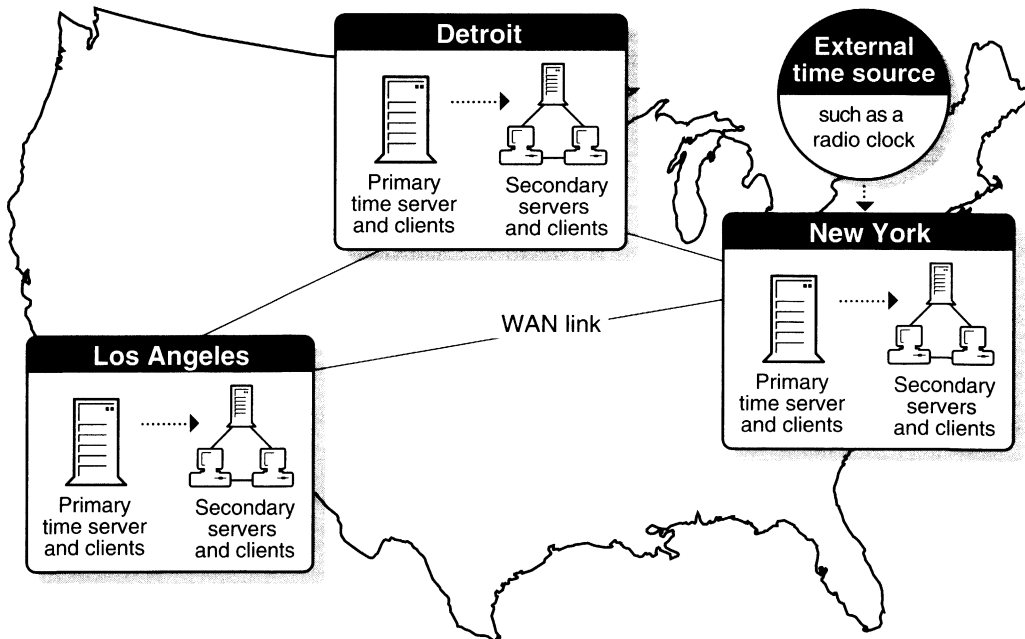 Detroit
Primary
time server
and clients
Secondary
servers
and clients
External
time source
such as a
radio clock
New York
Primary
time server
and clients
Secondary
servers
and clients
WAN link
Los Angeles
Primary
time server
and clients
Secondary
servers
and clients